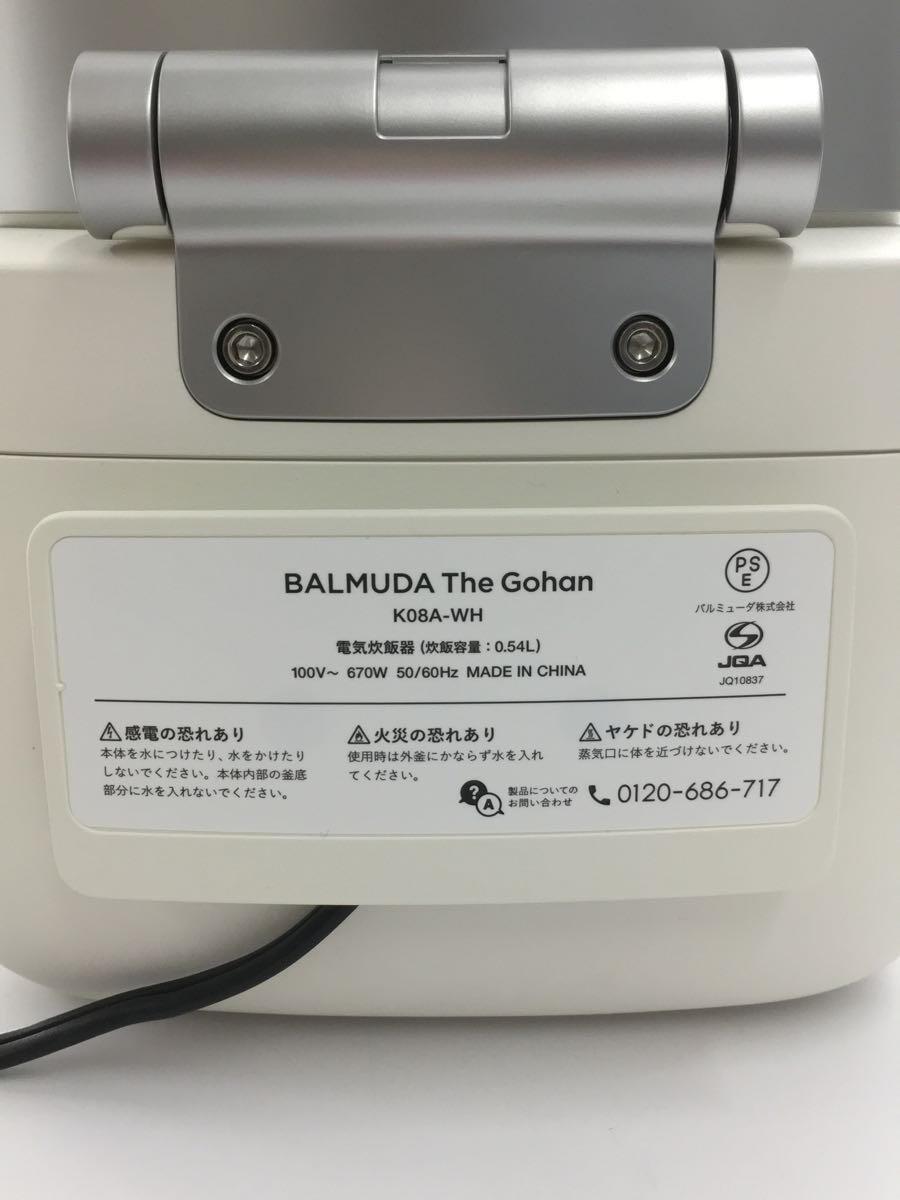 BALMUDA The Gohan
K08A-WH
電気炊飯器 (炊飯容量：0.54L)
100V〜 670W 50/60Hz MADE IN CHINA
PS
E
バルミューダ株式会社
JQA
JQ10837
感電の恐れあり
本体を水につけたり、水をかけたり
しないでください。本体内部の釜底
部分に水を入れないでください。
火災の恐れあり
使用時は外釜にかならず水を入れ
てください。
ヤケドの恐れあり
蒸気口に体を近づけないでください。
? A
製品についての
お問い合わせ
0120-686-717